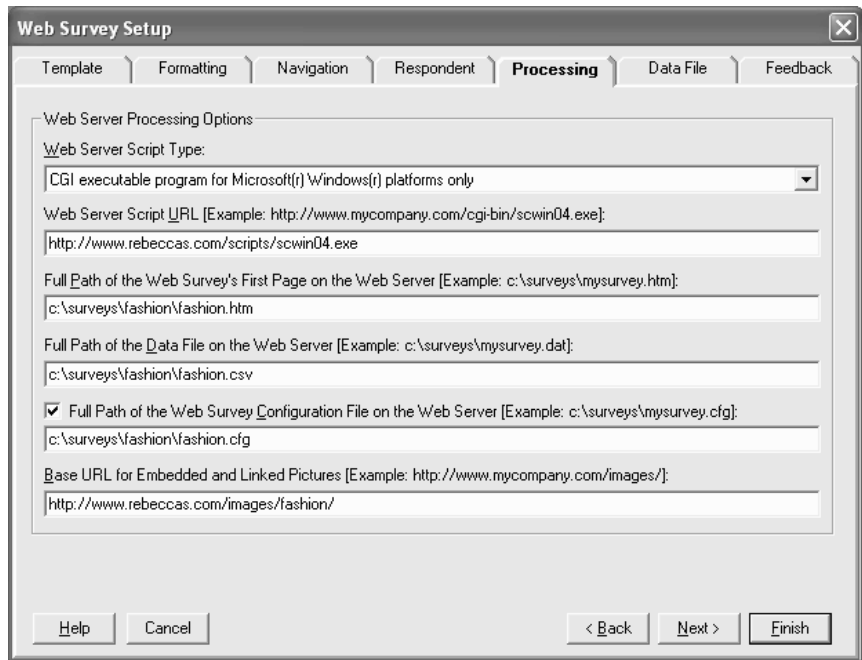 Web Survey Setup
Template Formatting Navigation Respondent Processing Data File Feedback
Web Server Processing Options
Web Server Script Type:
CGI executable program for Microsoft(r) Windows(r) platforms only
Web Server Script URL [Example: http://www.mycompany.com/cgi-bin/scwin04.exe]:
http://www.rebeccas.com/scripts/scwin04.exe
Full Path of the Web Survey's First Page on the Web Server [Example: c:\surveys\mysurvey.htm]:
c:\surveys\fashion\fashion.htm
Full Path of the Data File on the Web Server [Example: c:\surveys\mysurvey.dat]:
c:\surveys\fashion\fashion.csv
Full Path of the Web Survey Configuration File on the Web Server [Example: c:\surveys\mysurvey.cfg]:
c:\surveys\fashion\fashion.cfg
Base URL for Embedded and Linked Pictures [Example: http://www.mycompany.com/images/]:
http://www.rebeccas.com/images/fashion/
Help Cancel < Back Next > Finish